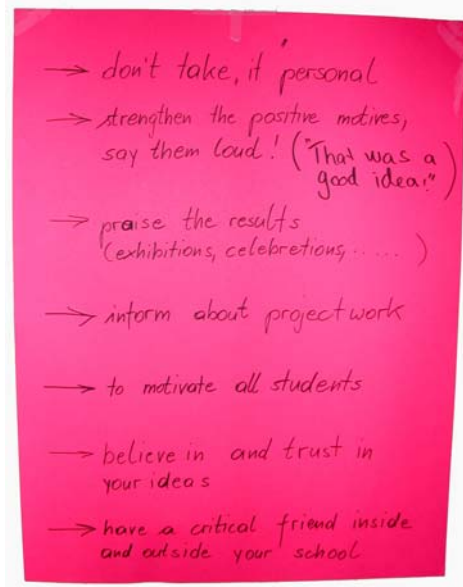 → don't take, it personal
→ strengthen the positive motives,
say them loud! ("That was a
good idea!")
→ praise the results
(exhibitions, celebretions, .....)
→ inform about project work
→ to motivate all students
→ believe in and trust in
your ideas
→ have a critical friend inside
and outside your school